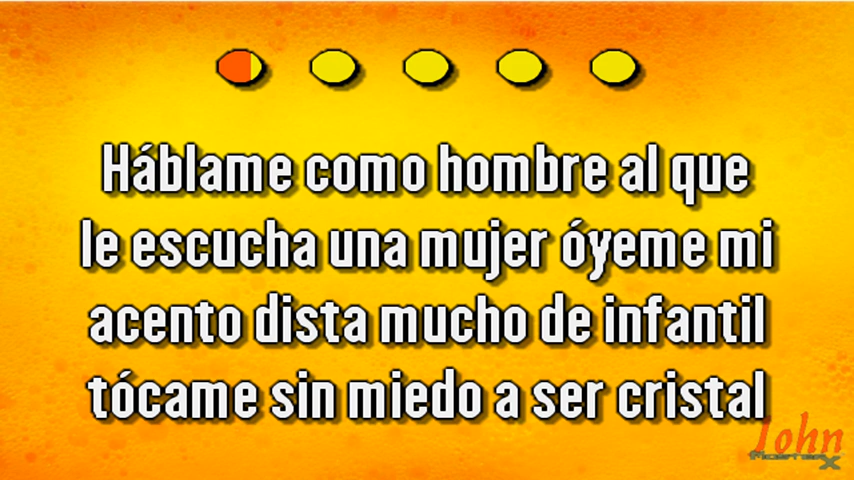 Háblame como hombre al que
le escucha una mujer óyeme mi
acento dista mucho de infantil
tócame sin miedo a ser cristal
John